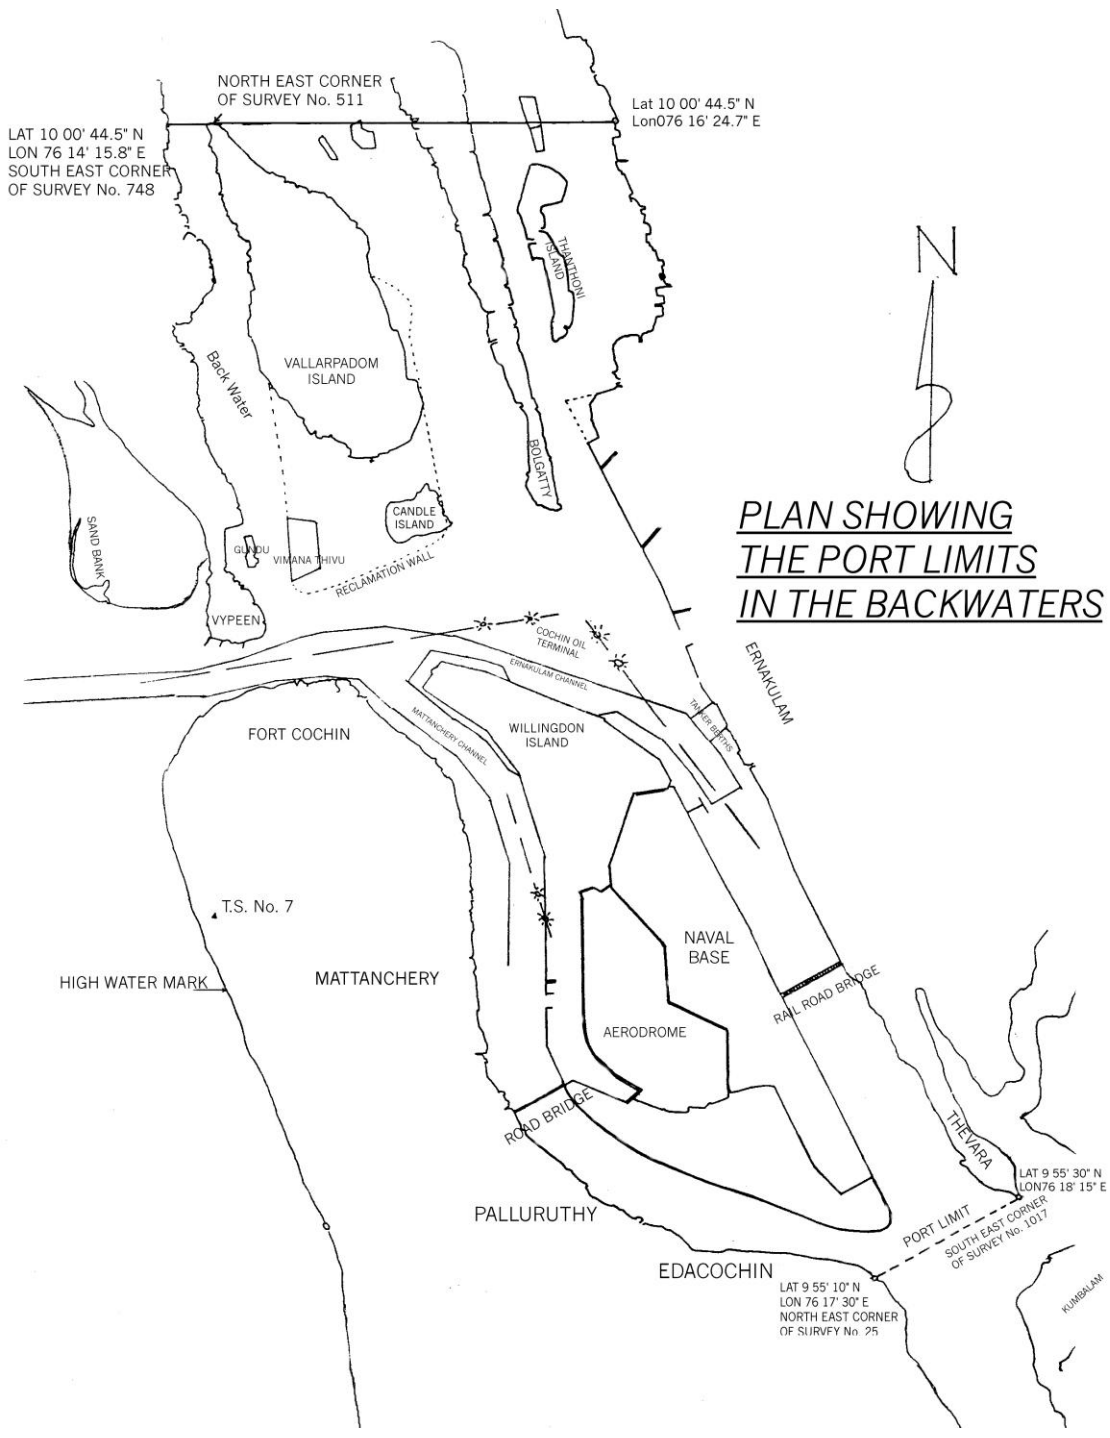 NORTH EAST CORNER
OF SURVEY No. 511
Lat 10 00' 44.5" N
Lon076 16' 24.7" E
LAT 10 00' 44.5" N
LON 76 14' 15.8" E
SOUTH EAST CORNER
OF SURVEY No. 748
N
THANTHONI
ISLAND
Back Water
VALLARPADOM
ISLAND
BOLGATTY
CANDLE
ISLAND
SAND BANK
GUNDU
VIMANA THIVU
RECLAMATION WALL
VYPEEN
PLAN SHOWING
THE PORT LIMITS
IN THE BACKWATERS
COCHIN OIL
TERMINAL
ERNAKULAM CHANNEL
ERNAKULAM
TANKER BERTHS
FORT COCHIN
MATTANCHERY CHANNEL
WILLINGDON
ISLAND
T.S. No. 7
HIGH WATER MARK
MATTANCHERY
NAVAL
BASE
RAIL ROAD BRIDGE
AERODROME
ROAD BRIDGE
THEVARA
LAT 9 55' 30" N
LON76 18' 15" E
PALLURUTHY
PORT LIMIT
SOUTH EAST CORNER
OF SURVEY No. 1017
EDACOCHIN
LAT 9 55' 10" N
LON 76 17' 30" E
NORTH EAST CORNER
OF SURVEY No. 25
KUMBALAM